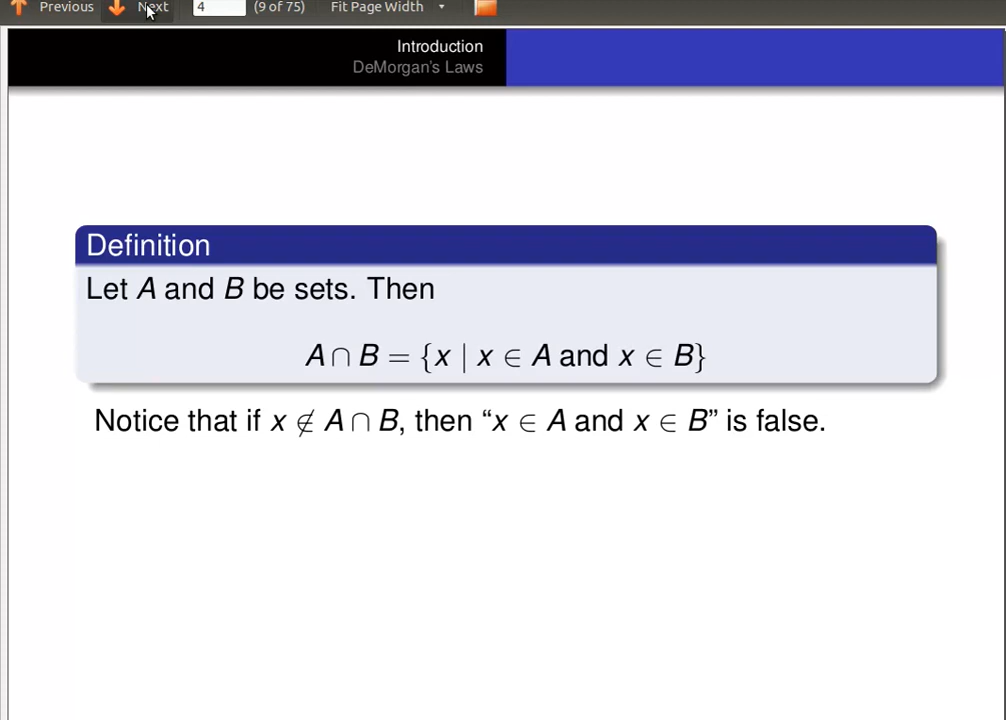 Previous Next 4 (9 of 75) Fit Page Width
Introduction
DeMorgan's Laws
Definition
Let A and B be sets. Then
A ∩ B = {x | x ∈ A and x ∈ B}
Notice that if x ∉ A ∩ B, then “x ∈ A and x ∈ B” is false.